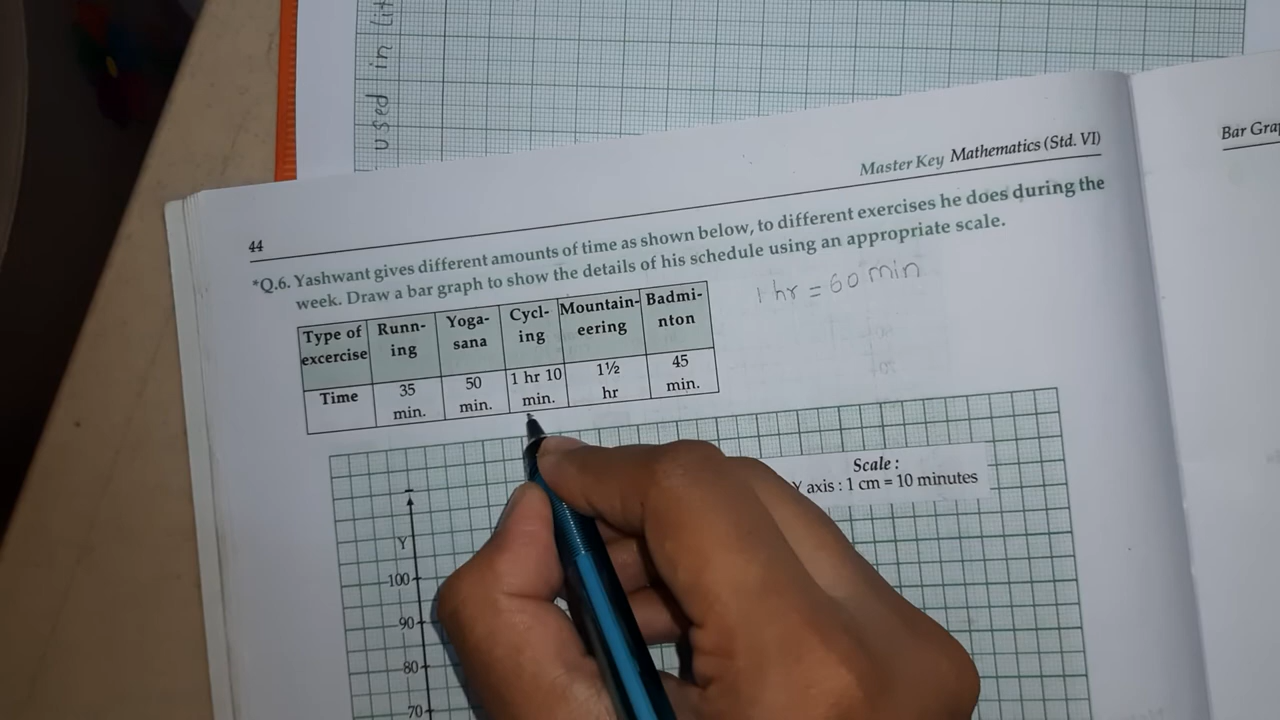 used in
Master Key Mathematics (Std. VI)
Bar
44
*Q.6. Yashwant gives different amounts of time as shown below, to different exercises he does during the
week. Draw a bar graph to show the details of his schedule using an appropriate scale.
1 hr = 60 min
Type of excercise Runn-ing Yoga-sana Cycl-ing Mountain-eering Badmi-nton
Time 35 min. 50 min. 1 hr 10 min. 1½ hr 45 min.
Scale :
Y axis : 1 cm = 10 minutes
Y
100
90
80
70